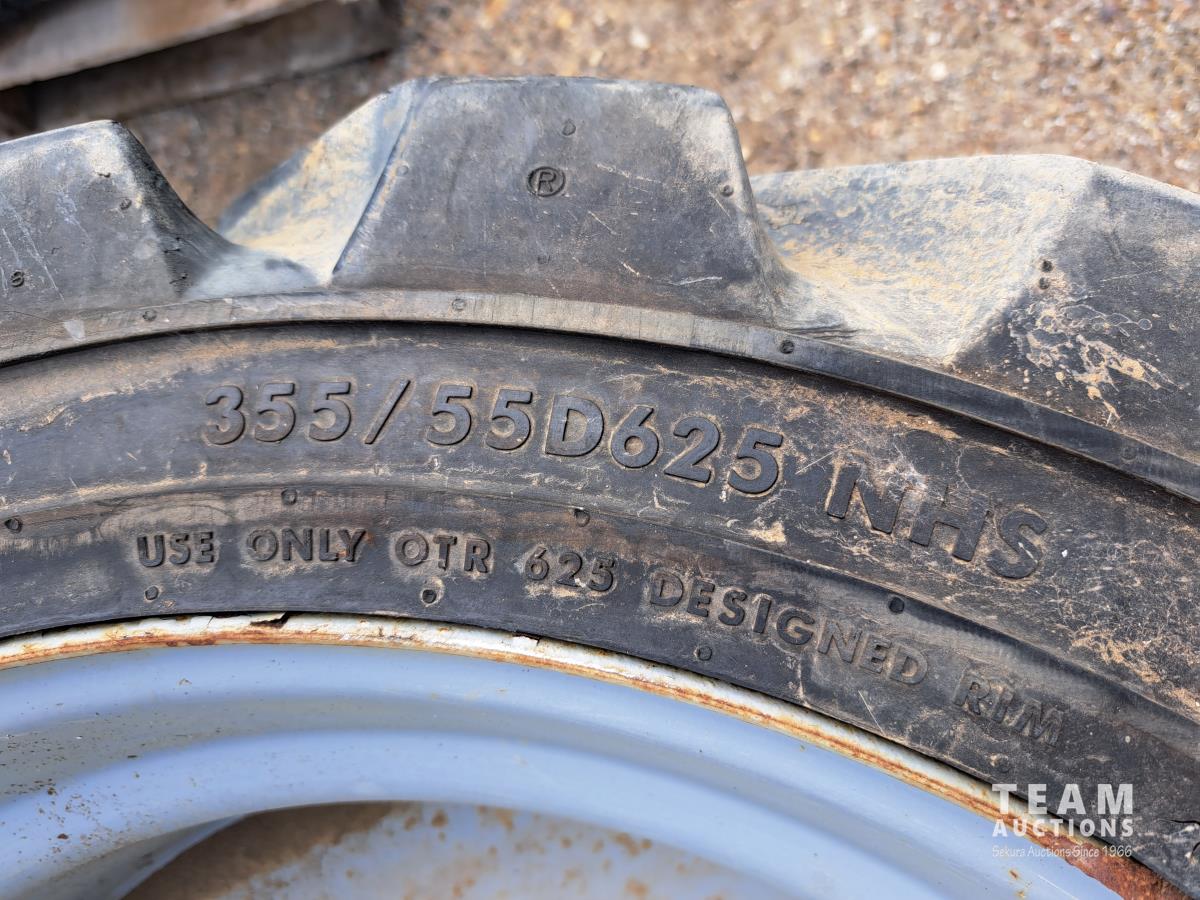 ®
355/55D625 NHS
USE ONLY OTR 625 DESIGNED RIM
TEAM
AUCTIONS
Sekura Auctions Since 1966